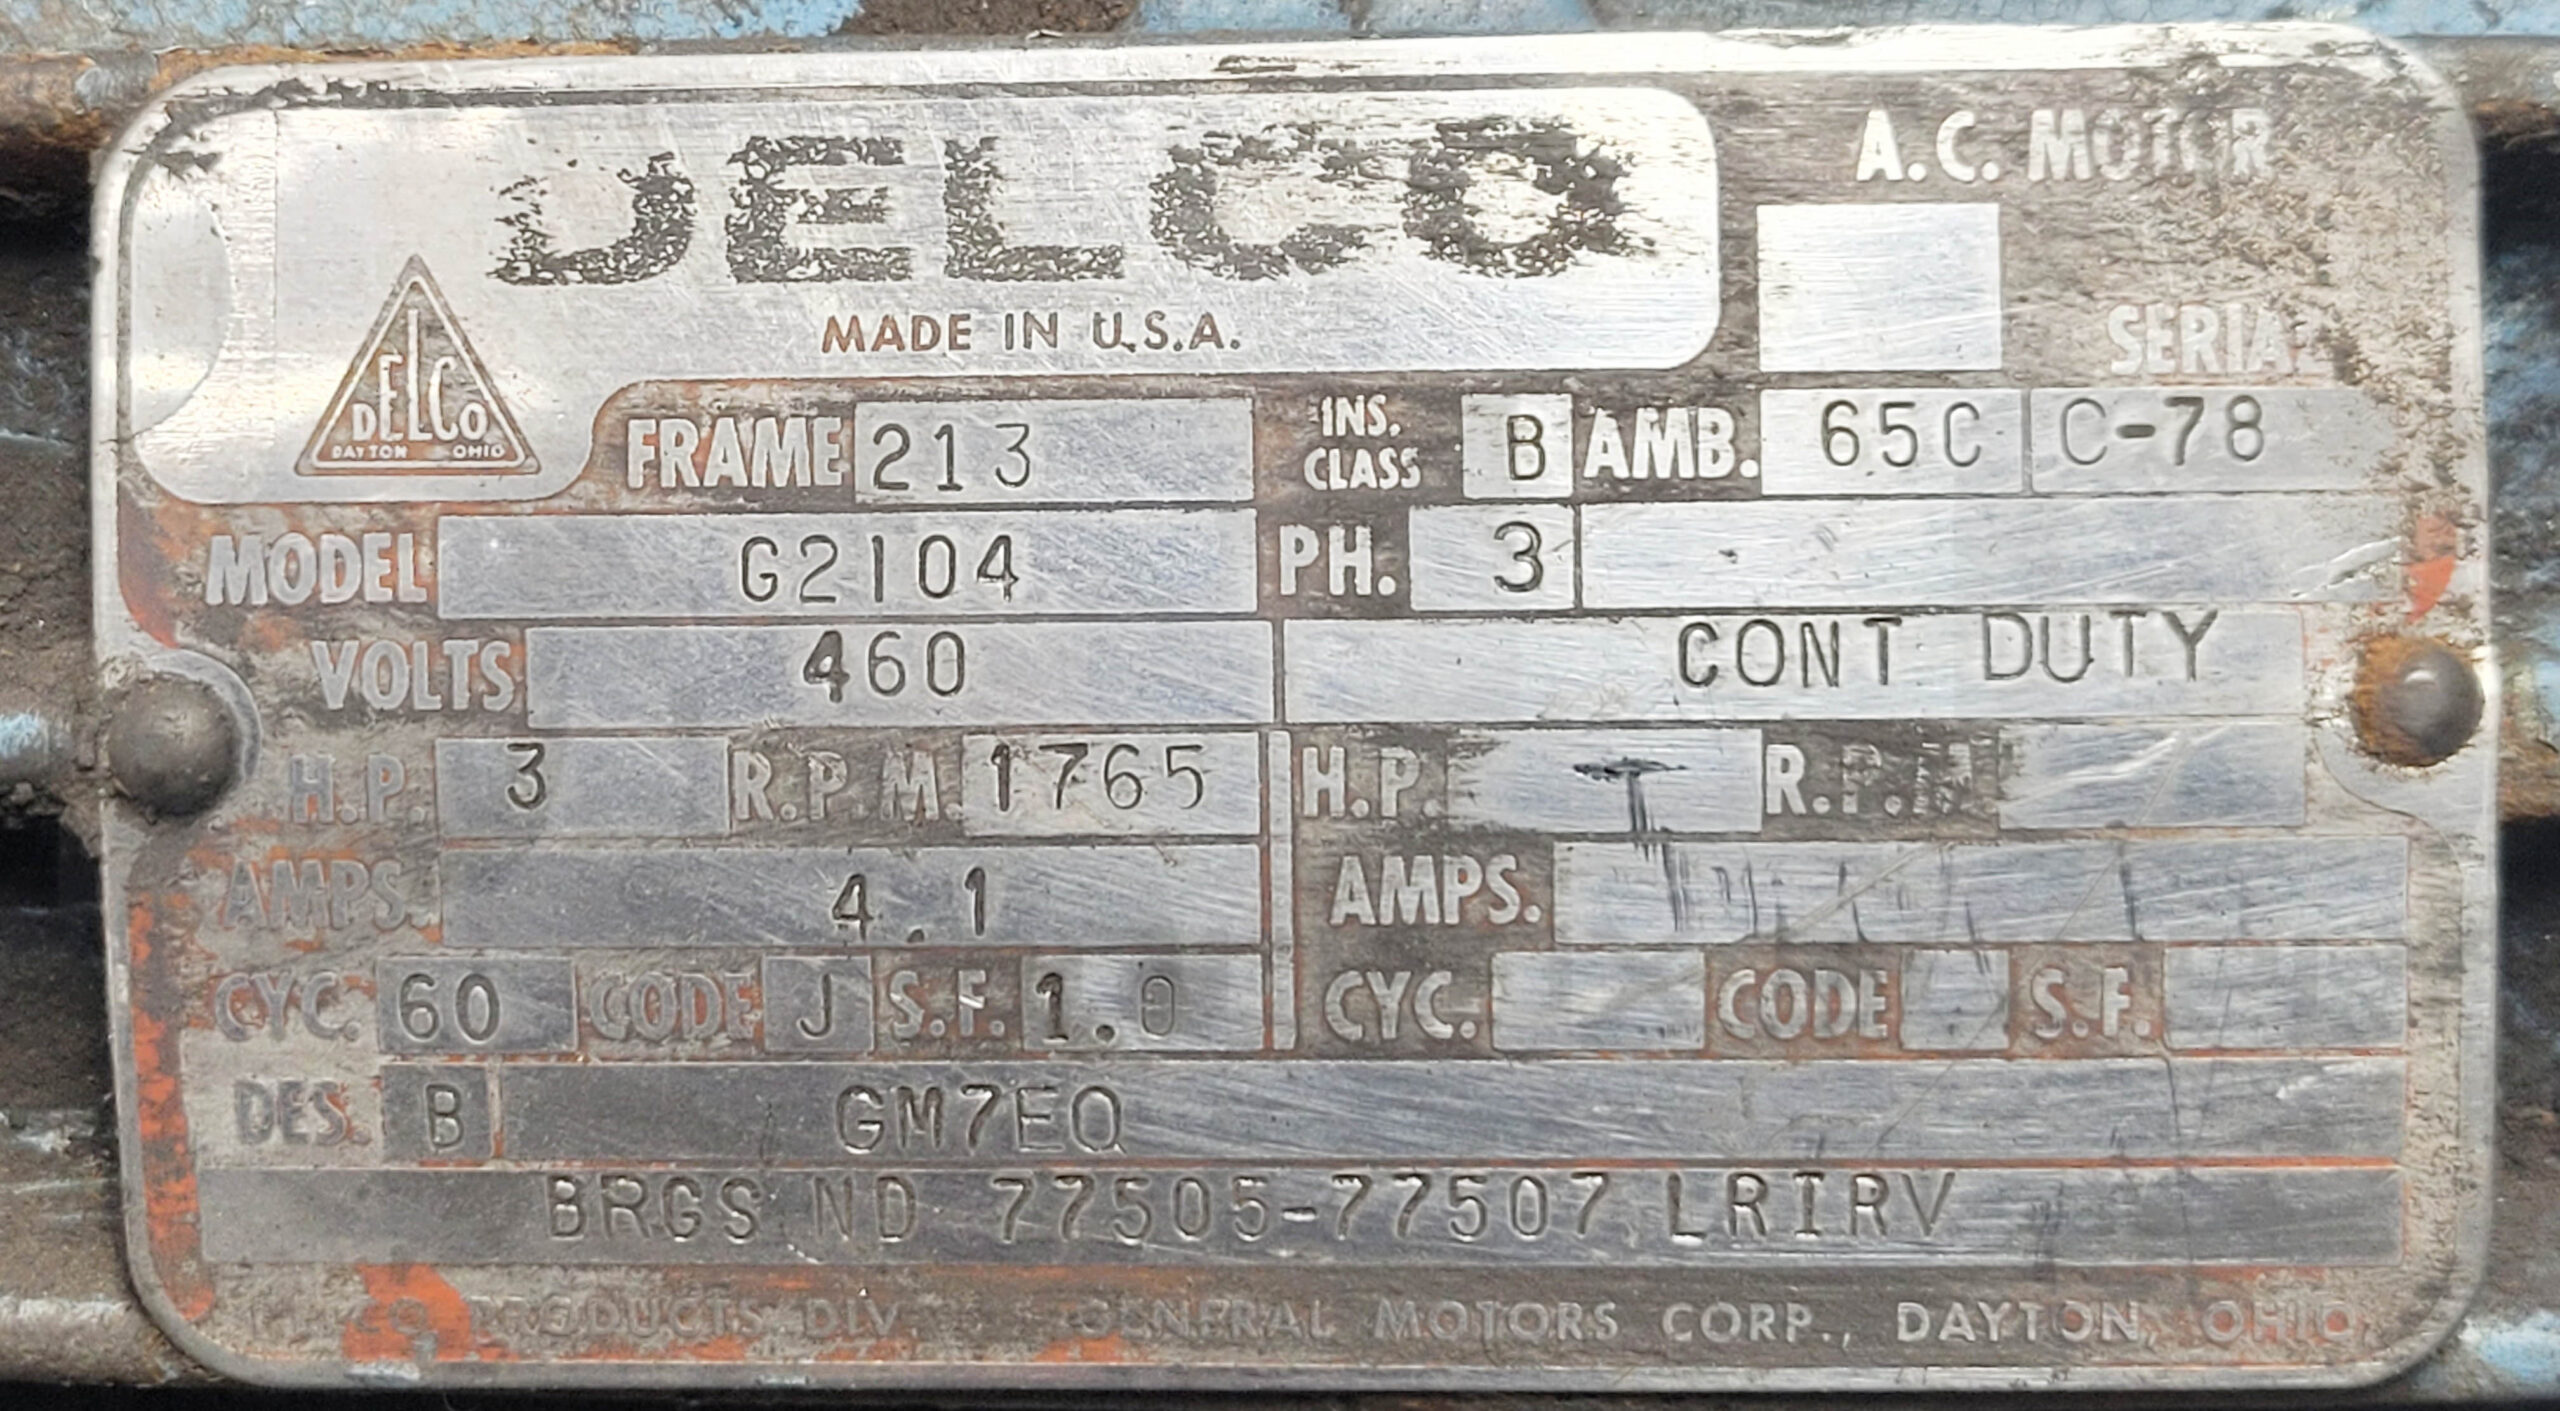 DELCO
A.C. MOTOR
MADE IN U.S.A.
SERIAL
DELCO
DAYTON OHIO
FRAME 213 INS. CLASS B AMB. 65C C-78
MODEL G2104 PH. 3
VOLTS 460 CONT DUTY
H.P. 3 R.P.M. 1765 H.P. R.P.M
AMPS. 4.1 AMPS.
CYC. 60 CODE J S.F. 1.0 CYC. CODE S.F.
DES. B GM7EQ
BRGS ND 77505-77507 LRIRV
PRODUCTS DIV. GENERAL MOTORS CORP., DAYTON, OHIO